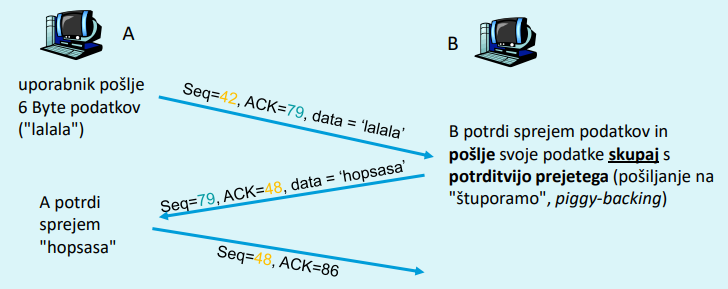 A
B
uporabnik pošlje
6 Byte podatkov
("lalala")
Seq=42, ACK=79, data = ‘lalala’
B potrdi sprejem podatkov in
pošlje svoje podatke skupaj s
potrditvijo prejetega (pošiljanje na
"štuporamo", piggy-backing)
Seq=79, ACK=48, data = ‘hopsasa’
A potrdi
sprejem
"hopsasa"
Seq=48, ACK=86